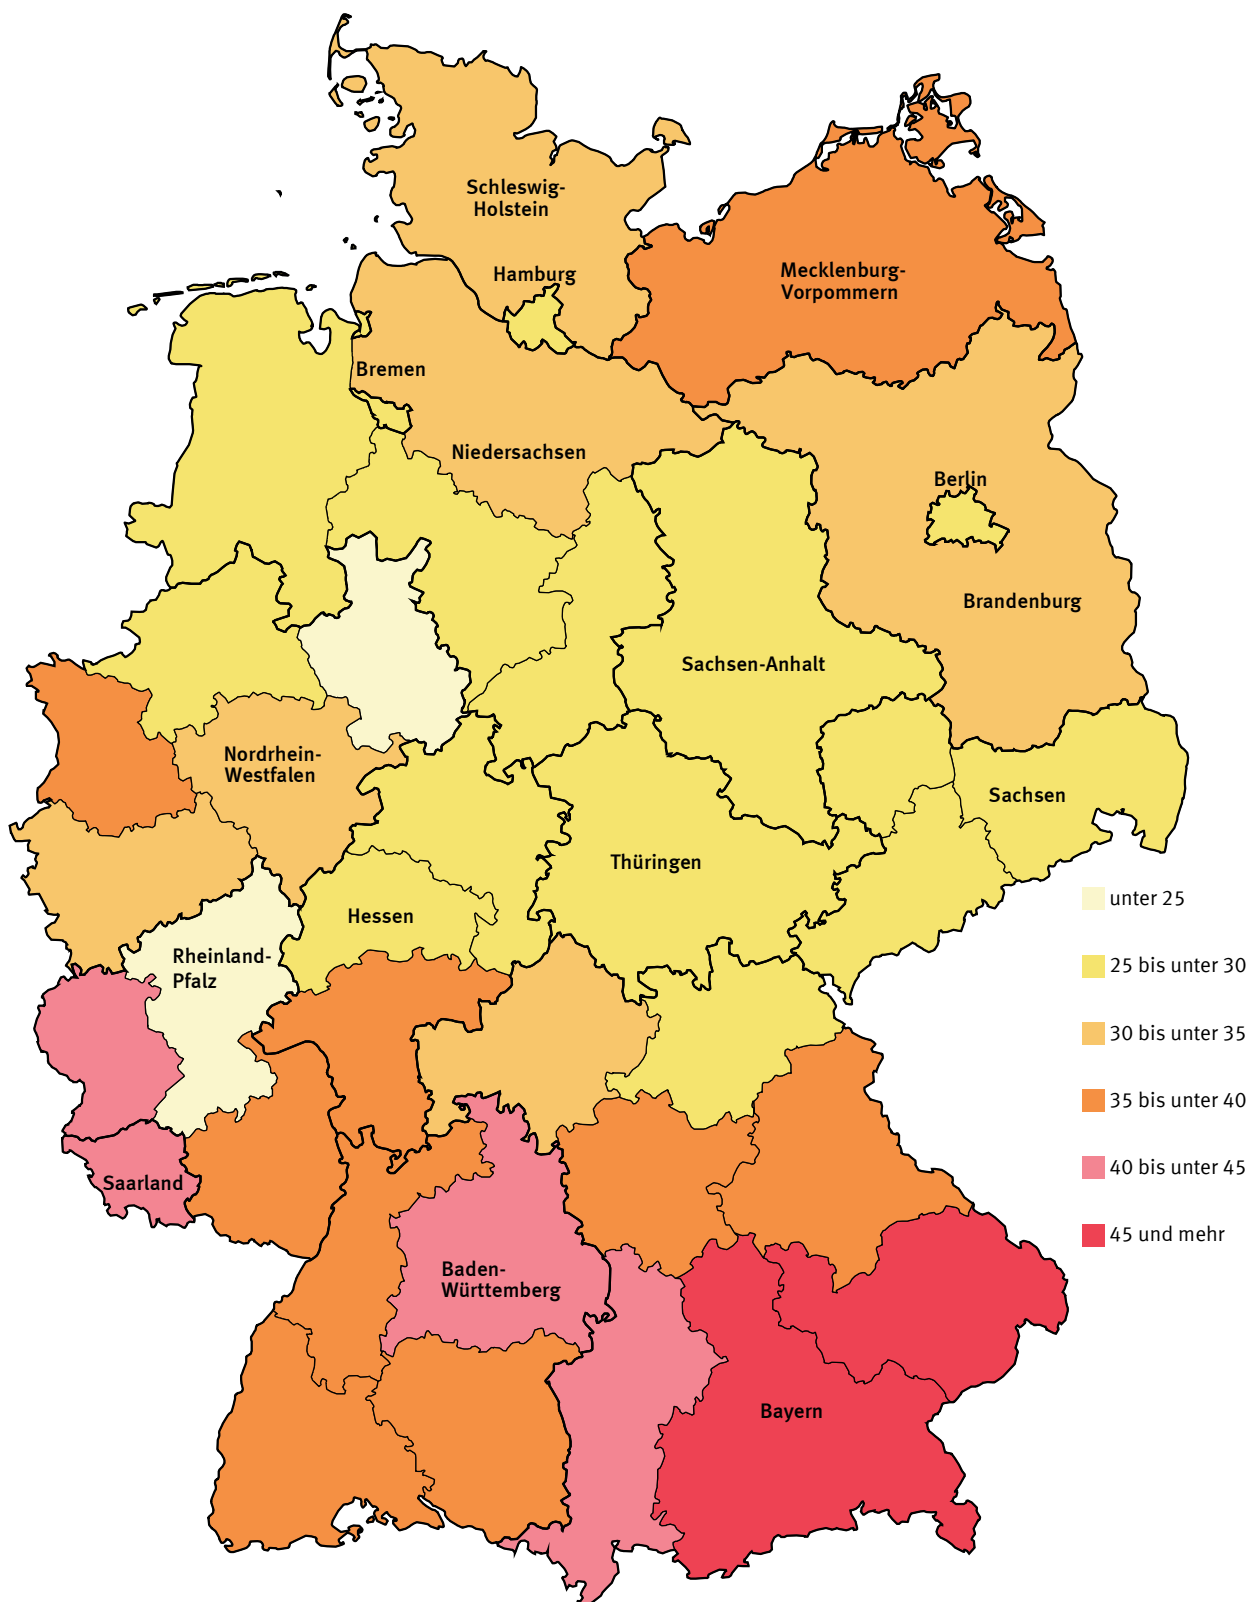 Schleswig-
Holstein
Hamburg
Mecklenburg-
Vorpommern
Bremen
Niedersachsen
Berlin
Brandenburg
Sachsen-Anhalt
Nordrhein-
Westfalen
Sachsen
Thüringen
Hessen
Rheinland-
Pfalz
Saarland
Baden-
Württemberg
Bayern
unter 25
25 bis unter 30
30 bis unter 35
35 bis unter 40
40 bis unter 45
45 und mehr